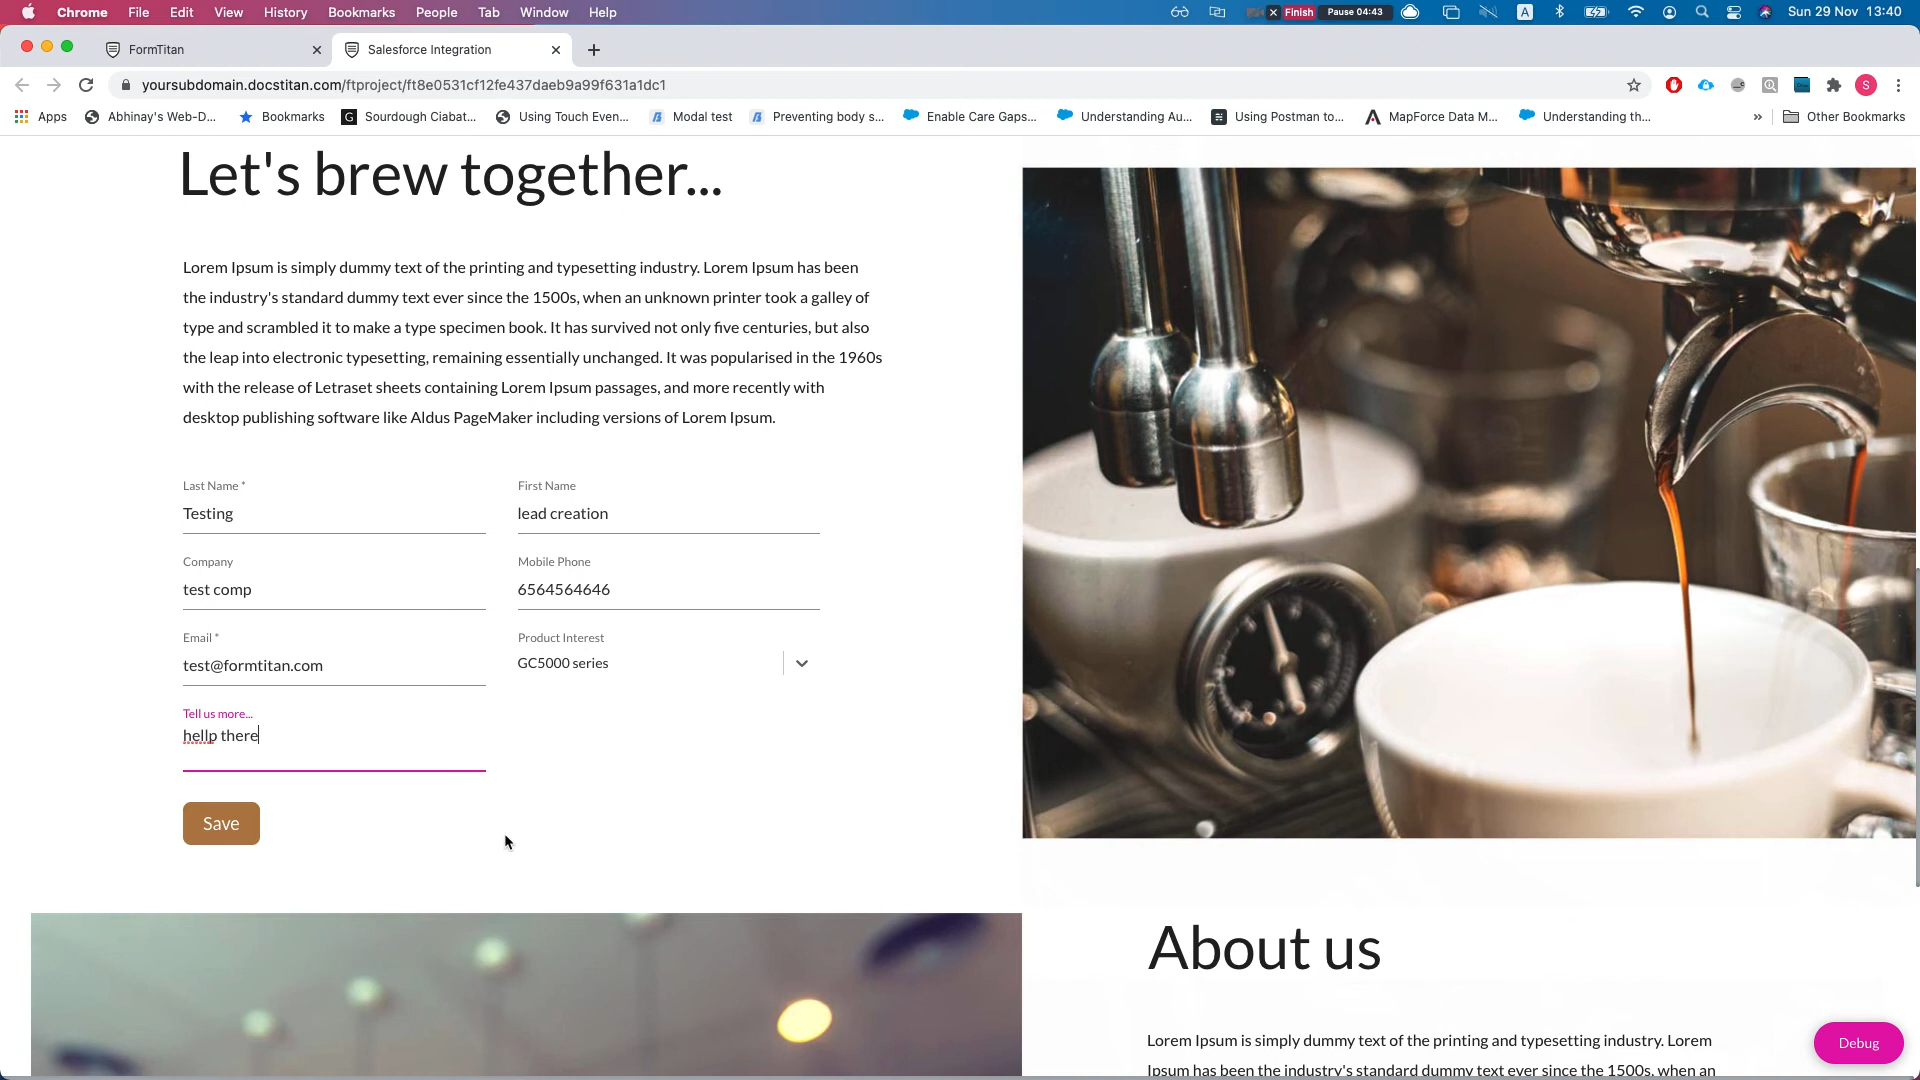 Chrome File Edit View History Bookmarks People Tab Window Help Finish Pause 04:43 A Sun 29 Nov 13:40
FormTitan Salesforce Integration
yoursubdomain.docstitan.com/ftproject/ft8e0531cf12fe437daeb9a99f631a1dc1 S
Apps Abhinay's Web-D... Bookmarks G Sourdough Ciabat... Using Touch Even... Modal test Preventing body s... Enable Care Gaps... Understanding Au... Using Postman to... MapForce Data M... Understanding th... » Other Bookmarks
Let's brew together...
Lorem Ipsum is simply dummy text of the printing and typesetting industry. Lorem Ipsum has been
the industry's standard dummy text ever since the 1500s, when an unknown printer took a galley of
type and scrambled it to make a type specimen book. It has survived not only five centuries, but also
the leap into electronic typesetting, remaining essentially unchanged. It was popularised in the 1960s
with the release of Letraset sheets containing Lorem Ipsum passages, and more recently with
desktop publishing software like Aldus PageMaker including versions of Lorem Ipsum.
Last Name * First Name
Testing lead creation
Company Mobile Phone
test comp 6564564646
Email * Product Interest
test@formtitan.com GC5000 series
Tell us more...
hellp there
Save
About us
Lorem Ipsum is simply dummy text of the printing and typesetting industry. Lorem
Ipsum has been the industry's standard dummy text ever since the 1500s, when an
Debug